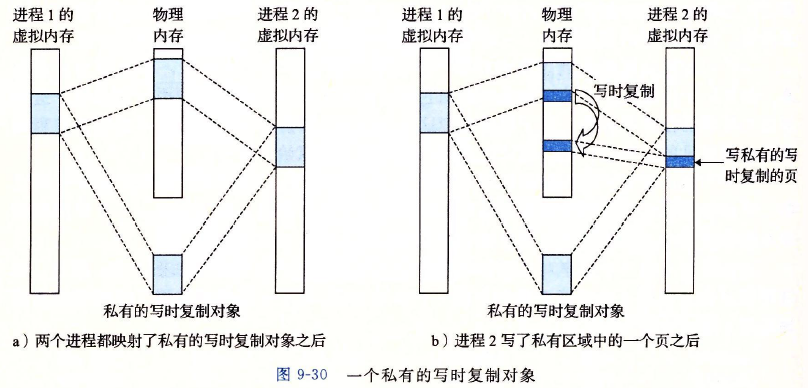 进程 1 的
虚拟内存
物理
内存
进程 2 的
虚拟内存
私有的写时复制对象
a）两个进程都映射了私有的写时复制对象之后
进程 1 的
虚拟内存
物理
内存
进程 2 的
虚拟内存
写时复制
写私有的写
时复制的页
私有的写时复制对象
b）进程 2 写了私有区域中的一个页之后
图 9-30 一个私有的写时复制对象